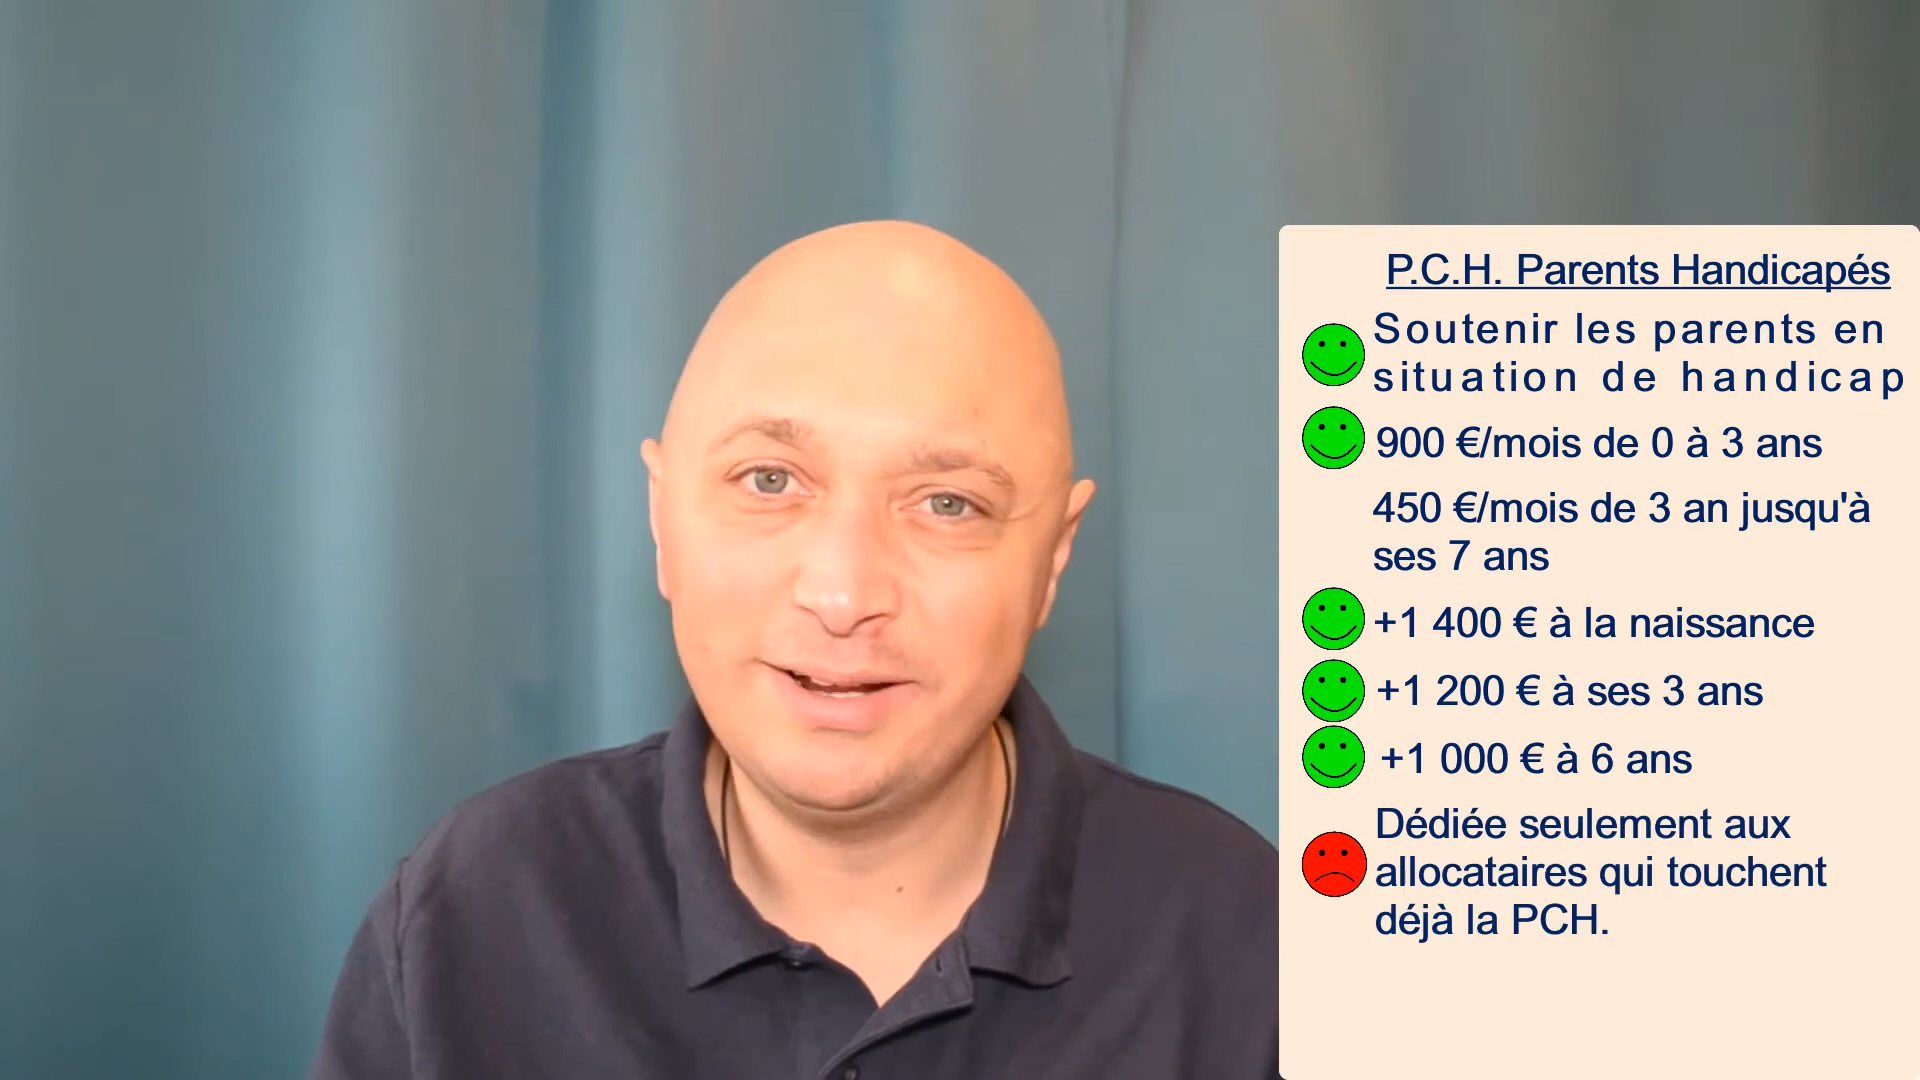 P.C.H. Parents Handicapés
Soutenir les parents en
situation de handicap
900 €/mois de 0 à 3 ans
450 €/mois de 3 an jusqu'à
ses 7 ans
+1 400 € à la naissance
+1 200 € à ses 3 ans
+1 000 € à 6 ans
Dédiée seulement aux
allocataires qui touchent
déjà la PCH.